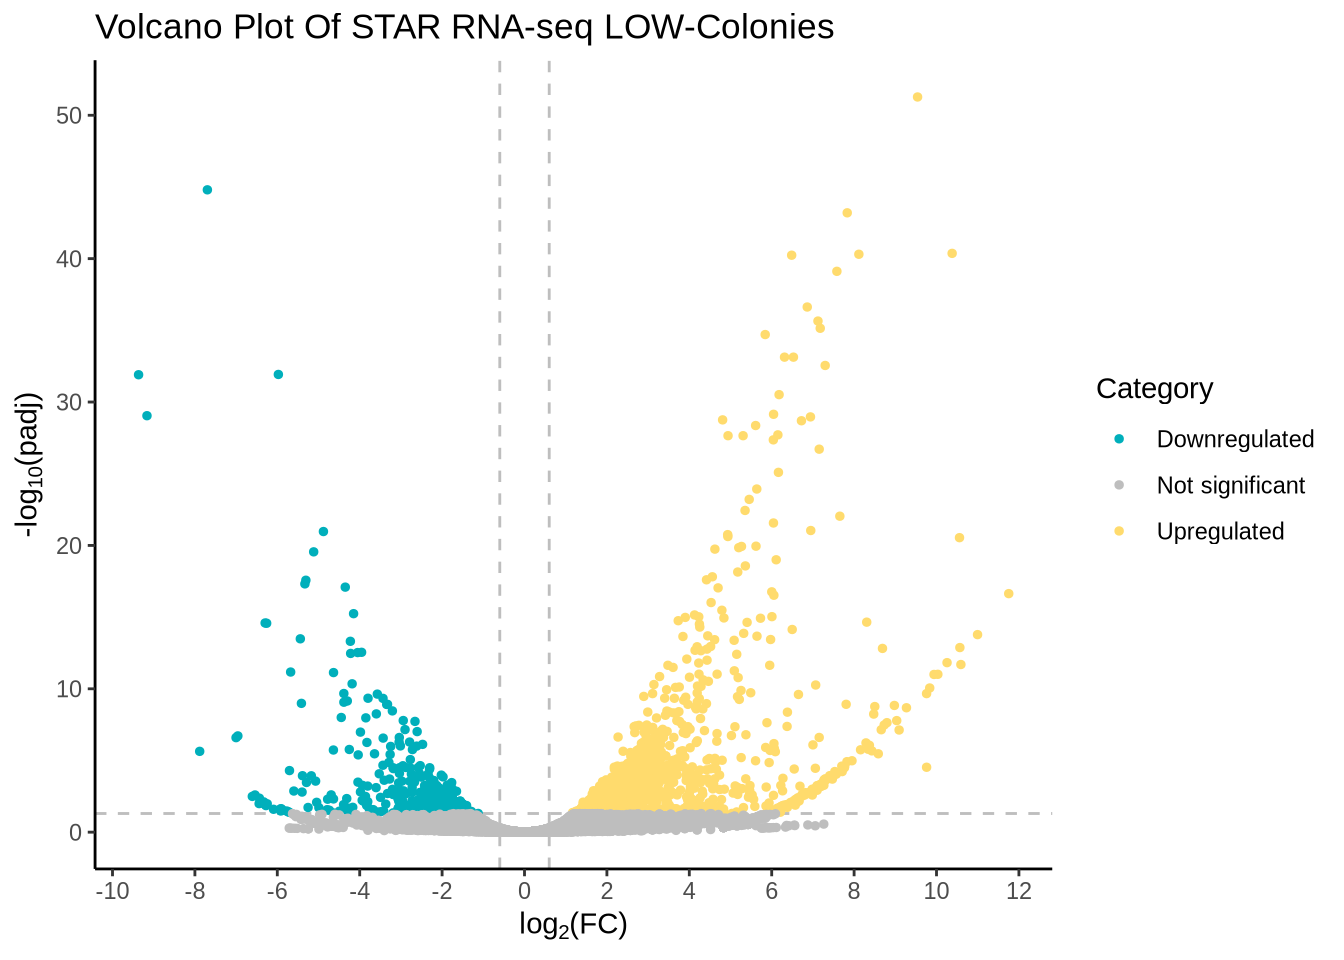 Volcano Plot Of STAR RNA-seq LOW-Colonies
50
40
30
20
10
0
-log10(padj)
-10 -8 -6 -4 -2 0 2 4 6 8 10 12
log2(FC)
Category
Downregulated
Not significant
Upregulated